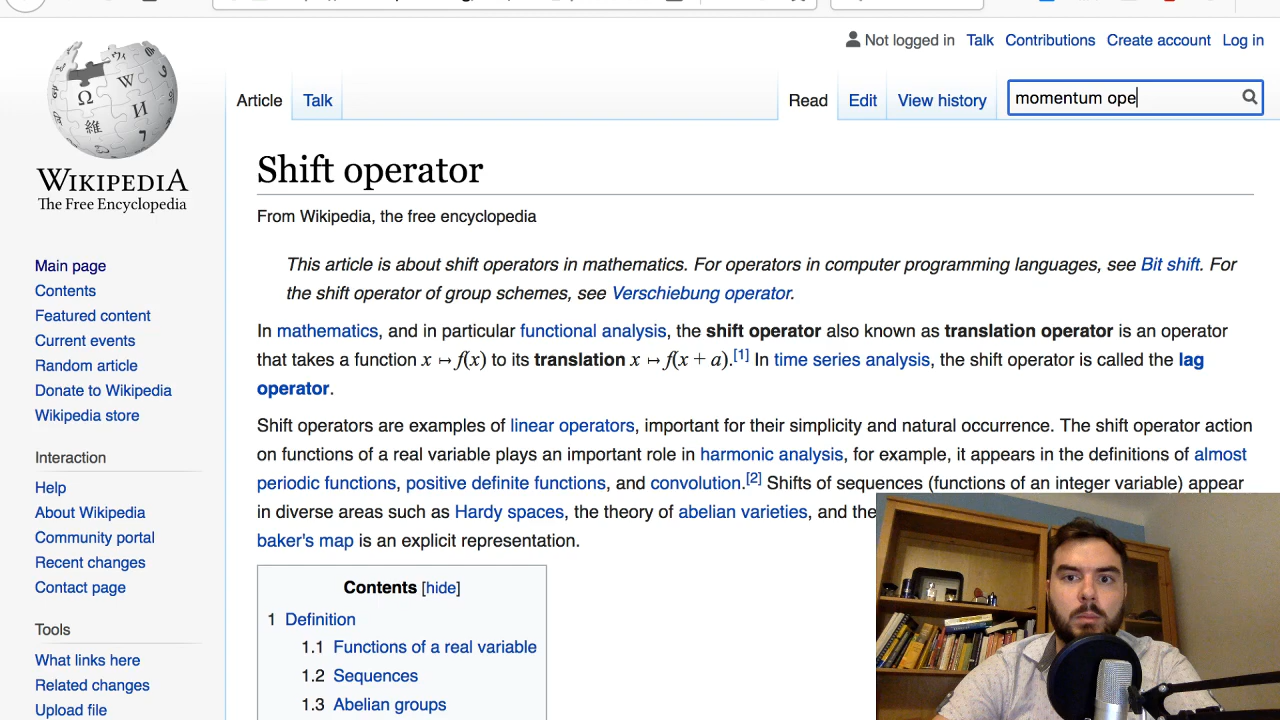 Not logged in Talk Contributions Create account Log in
Article Talk Read Edit View history momentum ope
WIKIPEDIA
The Free Encyclopedia
Main page
Contents
Featured content
Current events
Random article
Donate to Wikipedia
Wikipedia store
Interaction
Help
About Wikipedia
Community portal
Recent changes
Contact page
Tools
What links here
Related changes
Upload file
Shift operator
From Wikipedia, the free encyclopedia
This article is about shift operators in mathematics. For operators in computer programming languages, see Bit shift. For
the shift operator of group schemes, see Verschiebung operator.
In mathematics, and in particular functional analysis, the shift operator also known as translation operator is an operator
that takes a function x ↦ f(x) to its translation x ↦ f(x + a).[1] In time series analysis, the shift operator is called the lag
operator.
Shift operators are examples of linear operators, important for their simplicity and natural occurrence. The shift operator action
on functions of a real variable plays an important role in harmonic analysis, for example, it appears in the definitions of almost
periodic functions, positive definite functions, and convolution.[2] Shifts of sequences (functions of an integer variable) appear
in diverse areas such as Hardy spaces, the theory of abelian varieties, and the
baker's map is an explicit representation.
Contents [hide]
1 Definition
1.1 Functions of a real variable
1.2 Sequences
1.3 Abelian groups